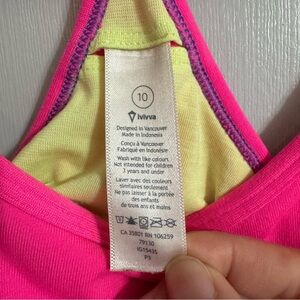 10
ivivva
Designed in Vancouver
Made in Indonesia
Conçu à Vancouver
Fabriqué en Indonésie
Wash with like colours.
Not intended for children
3 years and under
Laver avec des couleurs
similaires seulement
Ne pas laisser à la portée
des enfants
de trois ans et moins
CA 35801 RN 106259
79130
IG15435
P3